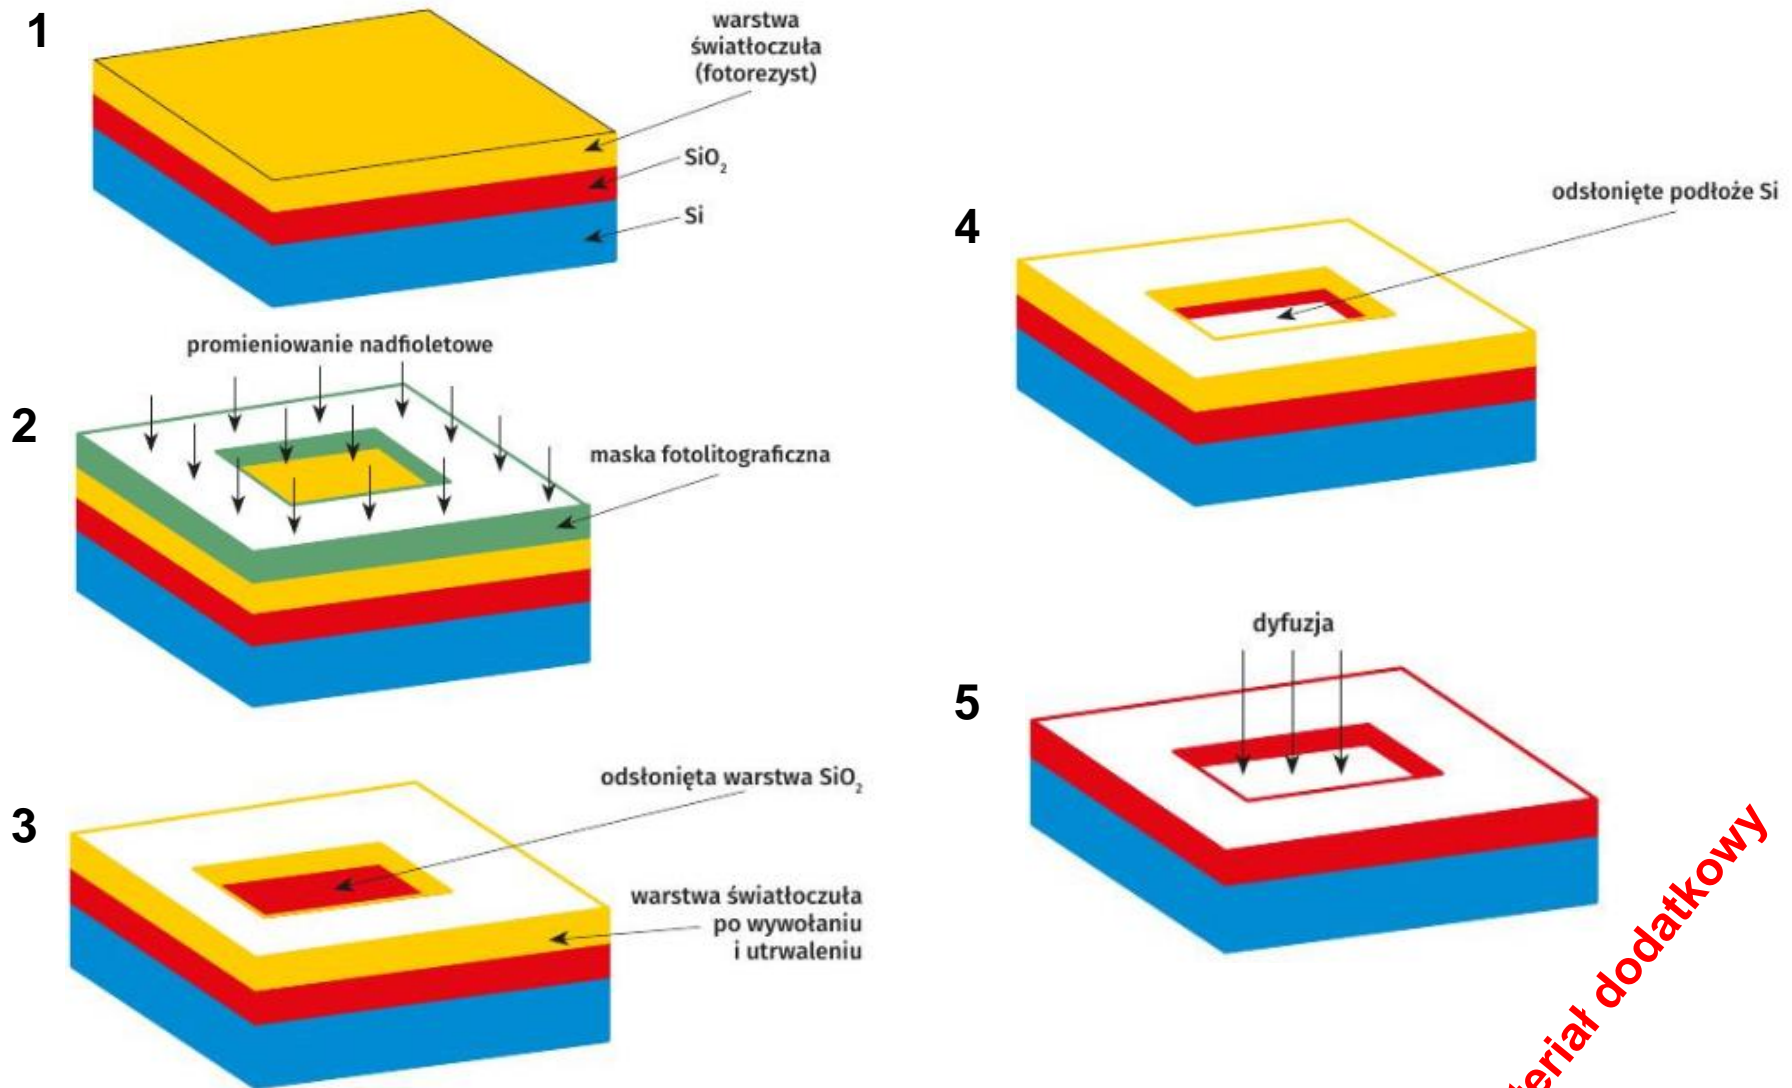 1
warstwa
światłoczuła
(fotorezyst)
SiO₂
Si
2
promieniowanie nadfioletowe
maska fotolitograficzna
3
odsłonięta warstwa SiO₂
warstwa światłoczuła
po wywołaniu
i utrwaleniu
4
odsłonięte podłoże Si
5
dyfuzja
teriał dodatkowy